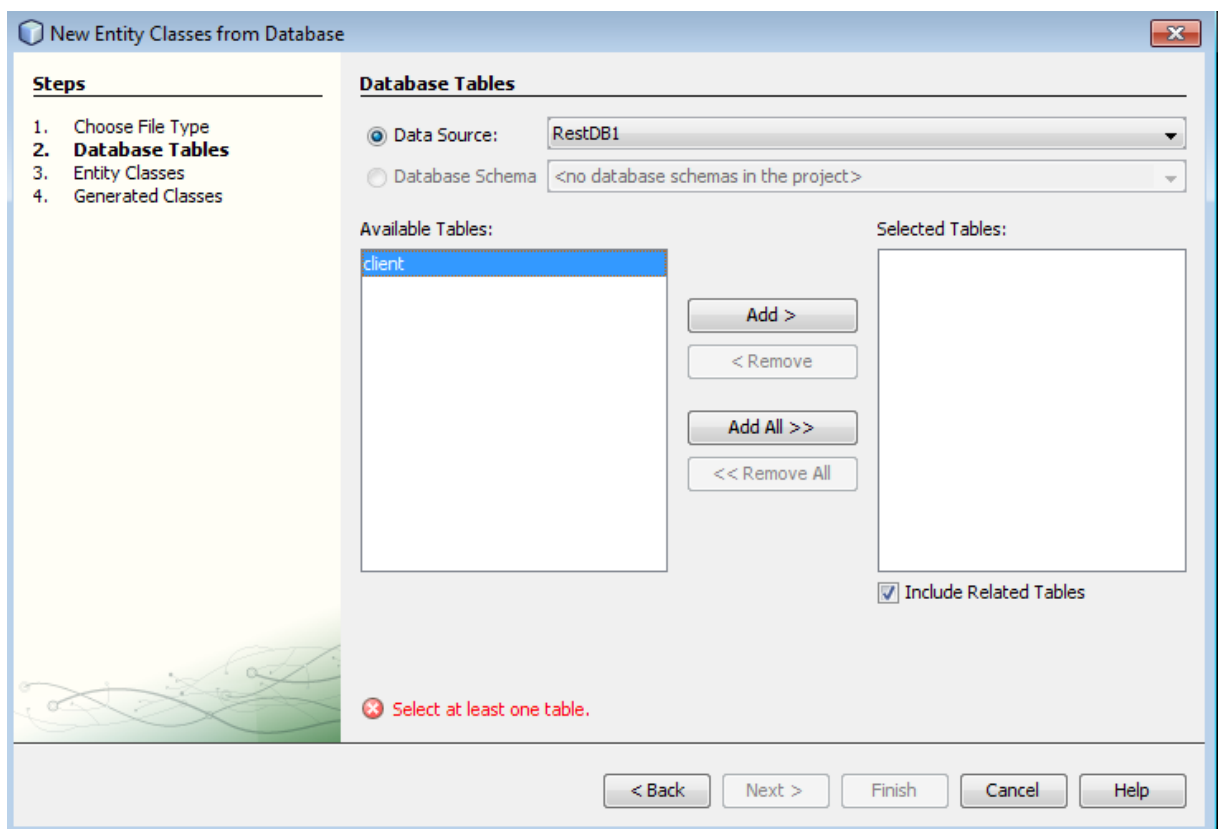 New Entity Classes from Database
Steps
1. Choose File Type
2. Database Tables
3. Entity Classes
4. Generated Classes
Database Tables
Data Source: RestDB1
Database Schema <no database schemas in the project>
Available Tables:
client
Add >
< Remove
Add All >>
<< Remove All
Selected Tables:
Include Related Tables
Select at least one table.
< Back Next > Finish Cancel Help